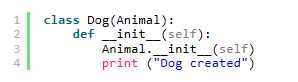 1 class Dog(Animal):
2     def __init__(self):
3         Animal.__init__(self)
4         print ("Dog created")